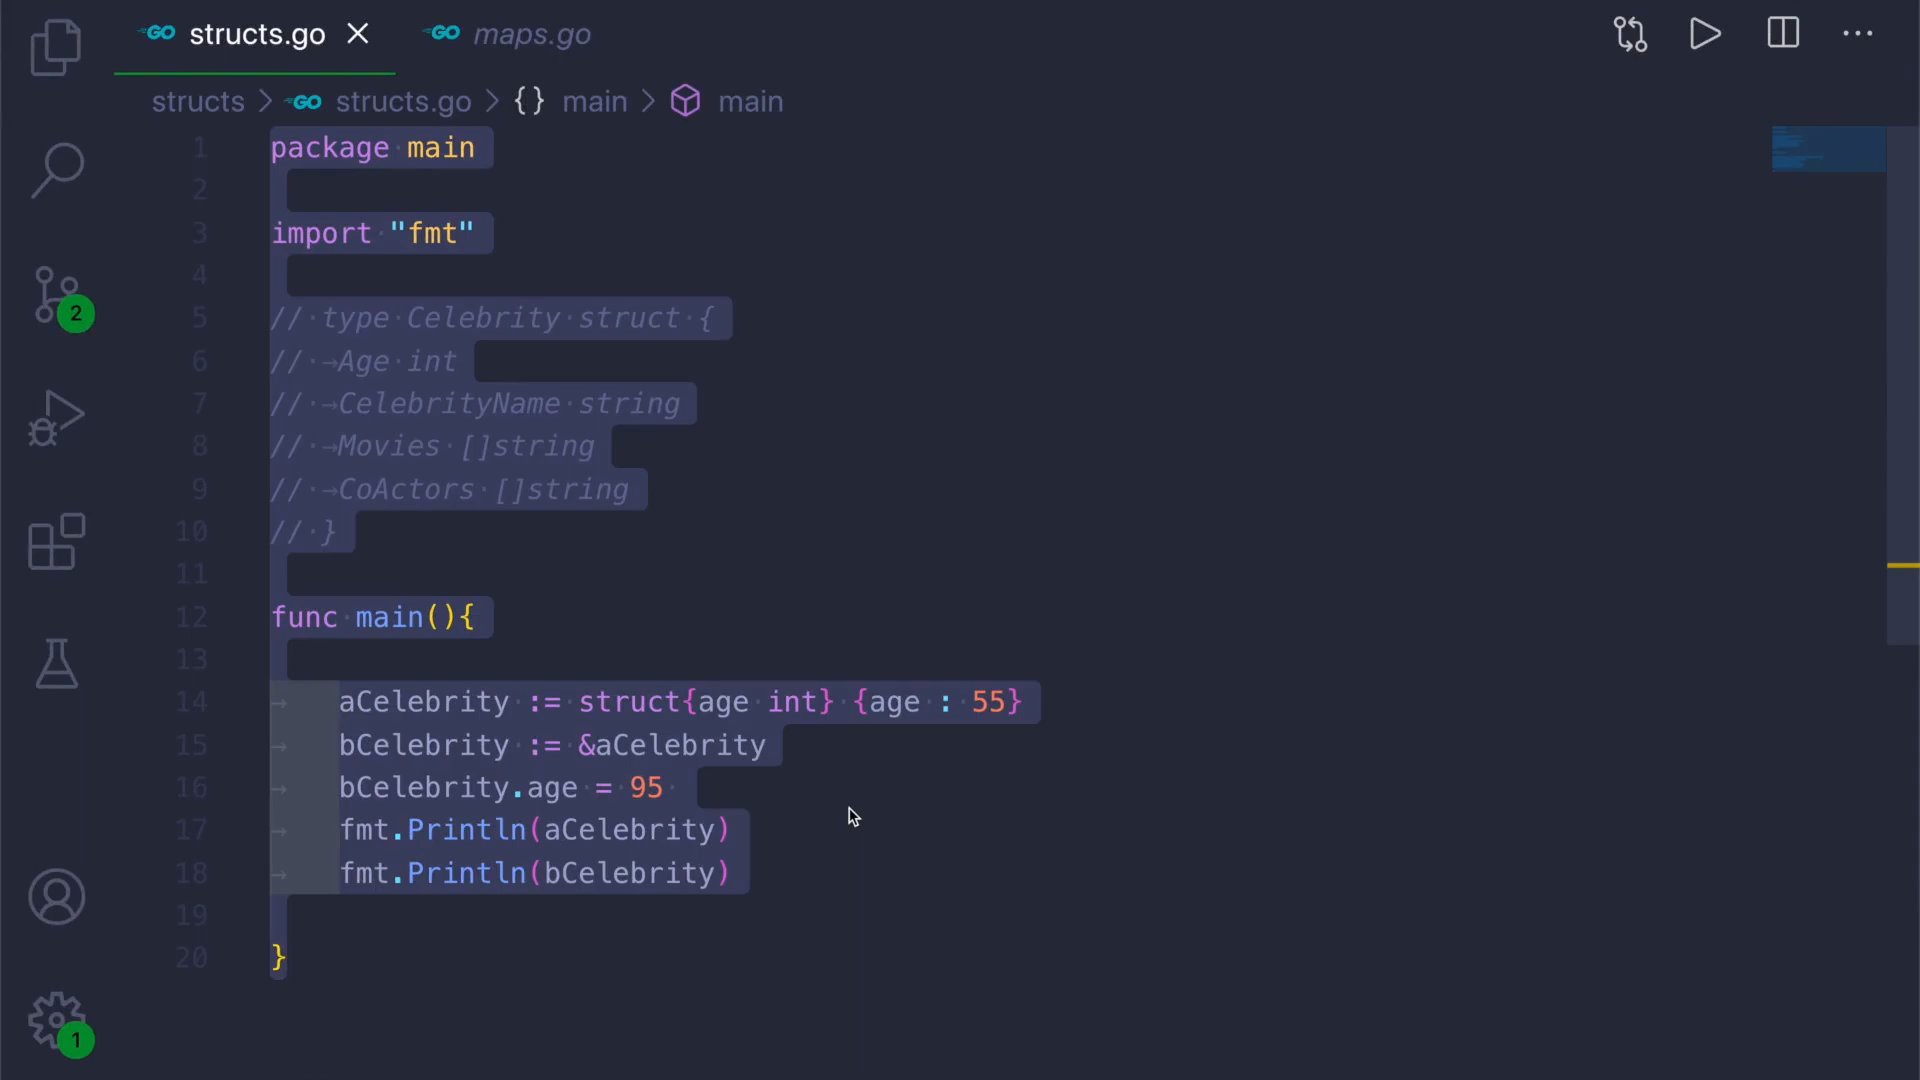 GO structs.go GO maps.go
structs > GO structs.go > {} main > main
1 package main
2
3 import "fmt"
4
5 // type Celebrity struct {
6 // Age int
7 // CelebrityName string
8 // Movies []string
9 // CoActors []string
10 // }
11
12 func main(){
13
14 aCelebrity := struct{age int} {age : 55}
15 bCelebrity := &aCelebrity
16 bCelebrity.age = 95
17 fmt.Println(aCelebrity)
18 fmt.Println(bCelebrity)
19
20 }
2
1